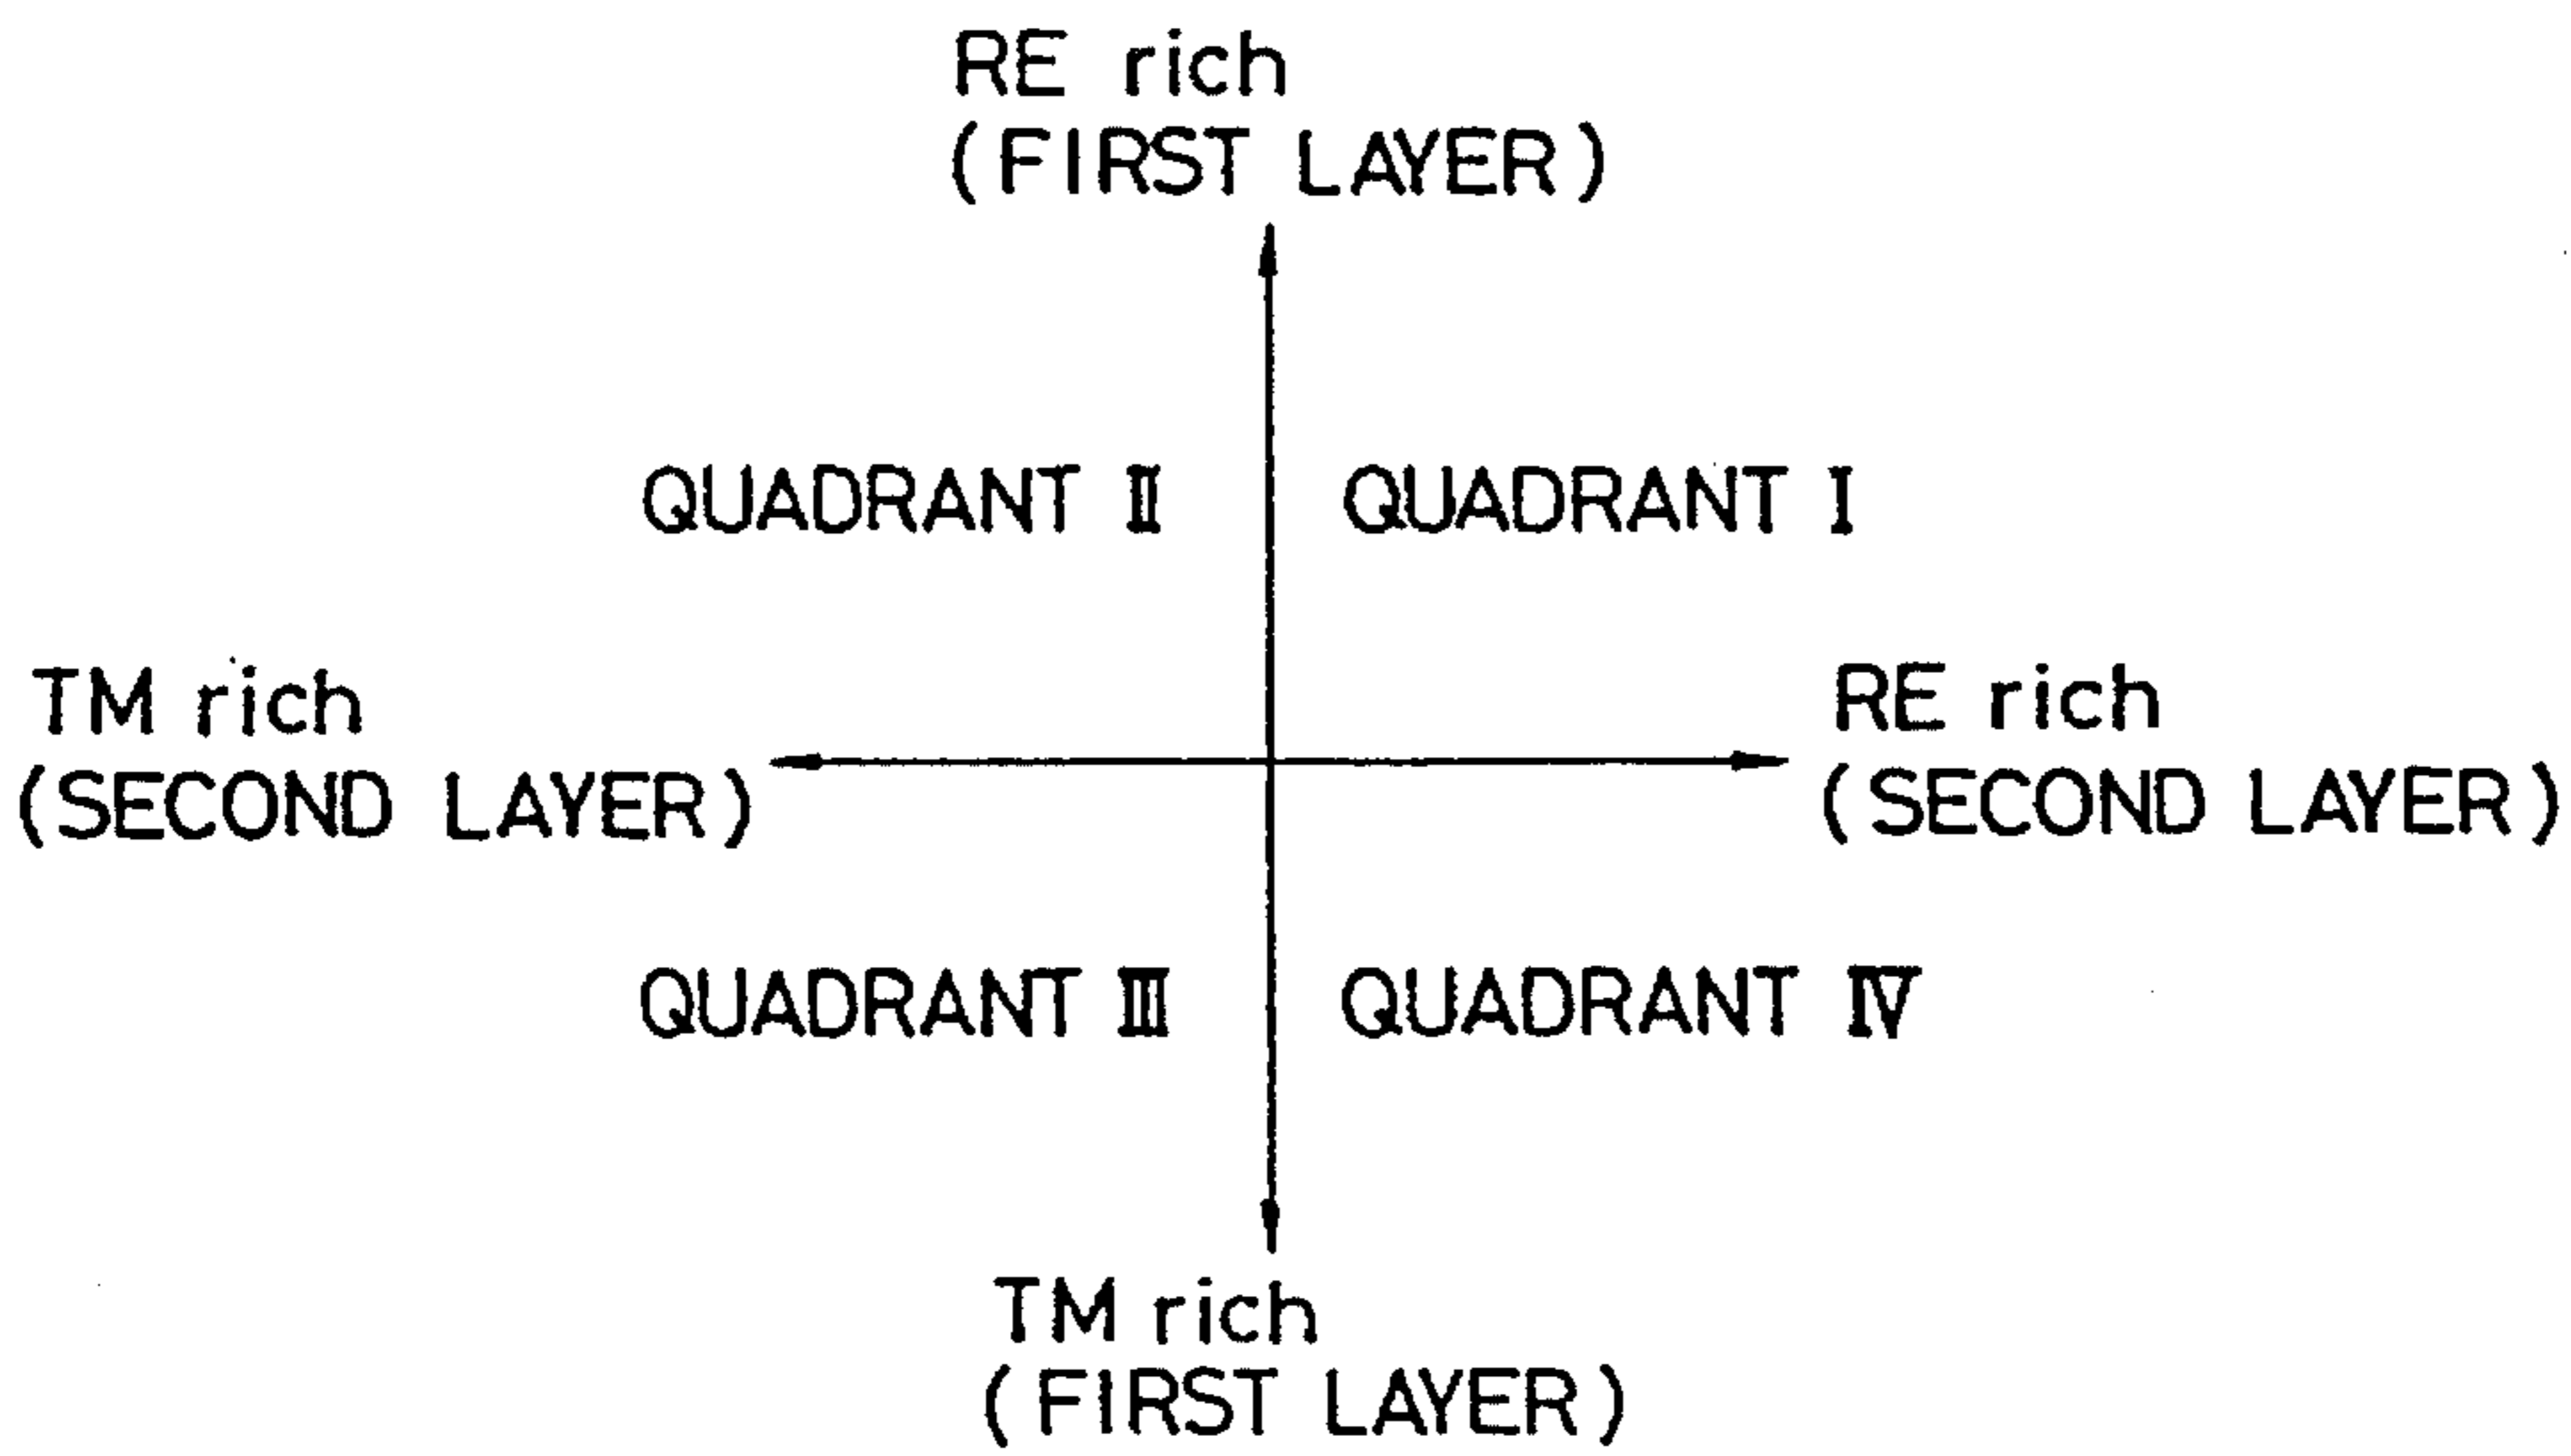 RE rich
(FIRST LAYER)
QUADRANT II
QUADRANT I
TM rich
(SECOND LAYER)
RE rich
(SECOND LAYER)
QUADRANT III
QUADRANT IV
TM rich
(FIRST LAYER)